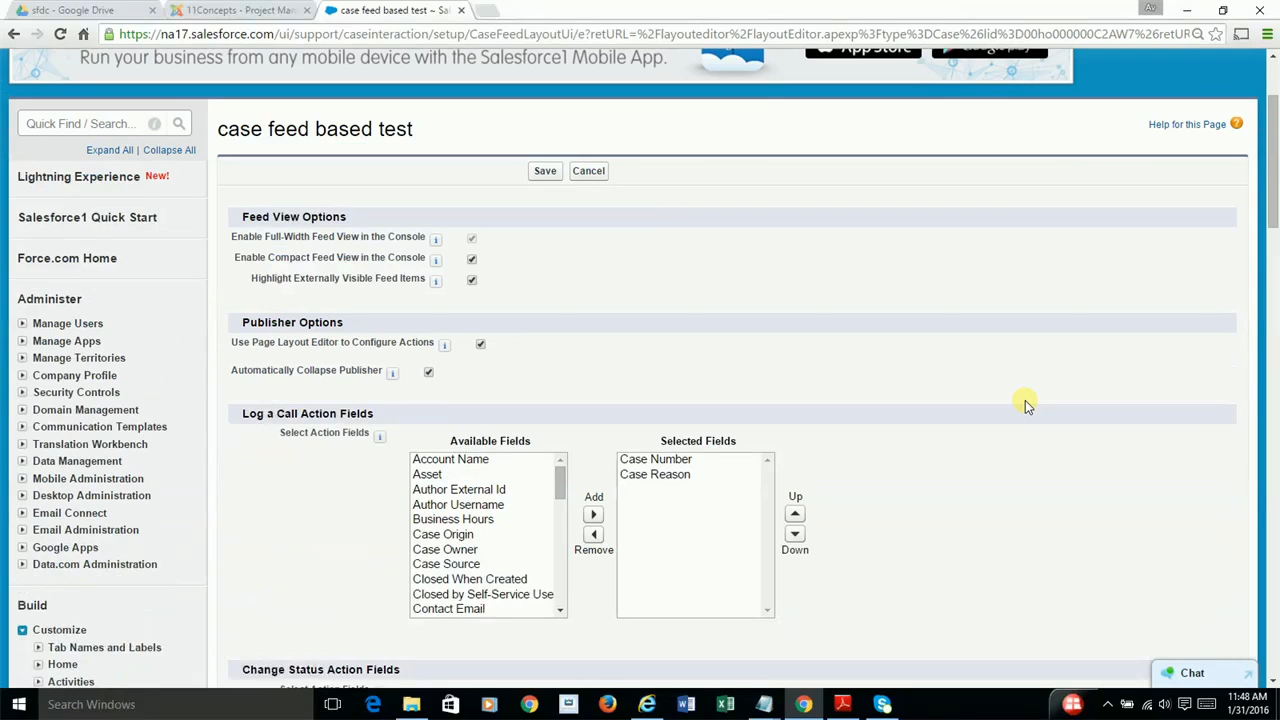 sfdc - Google Drive
11Concepts - Project Man
case feed based test ~ Sal
Av
https://na17.salesforce.com/ui/support/caseinteraction/setup/CaseFeedLayoutUi/e?retURL=%2Flayouteditor%2FlayoutEditor.apexp%3Ftype%3DCase%26lid%3D00ho000000C2AW7%26retUR
Run your business from any mobile device with the Salesforce Mobile App.
App Store
Google play
Quick Find / Search...
Expand All | Collapse All
Lightning Experience New!
Salesforce1 Quick Start
Force.com Home
Administer
Manage Users
Manage Apps
Manage Territories
Company Profile
Security Controls
Domain Management
Communication Templates
Translation Workbench
Data Management
Mobile Administration
Desktop Administration
Email Connect
Email Administration
Google Apps
Data.com Administration
Build
Customize
Tab Names and Labels
Home
Activities
case feed based test
Help for this Page
Save Cancel
Feed View Options
Enable Full-Width Feed View in the Console
Enable Compact Feed View in the Console
Highlight Externally Visible Feed Items
Publisher Options
Use Page Layout Editor to Configure Actions
Automatically Collapse Publisher
Log a Call Action Fields
Select Action Fields
Available Fields
Account Name
Asset
Author External Id
Author Username
Business Hours
Case Origin
Case Owner
Case Source
Closed When Created
Closed by Self-Service Use
Contact Email
Add
Remove
Selected Fields
Case Number
Case Reason
Up
Down
Change Status Action Fields
Chat
Search Windows
11:48 AM
1/31/2016